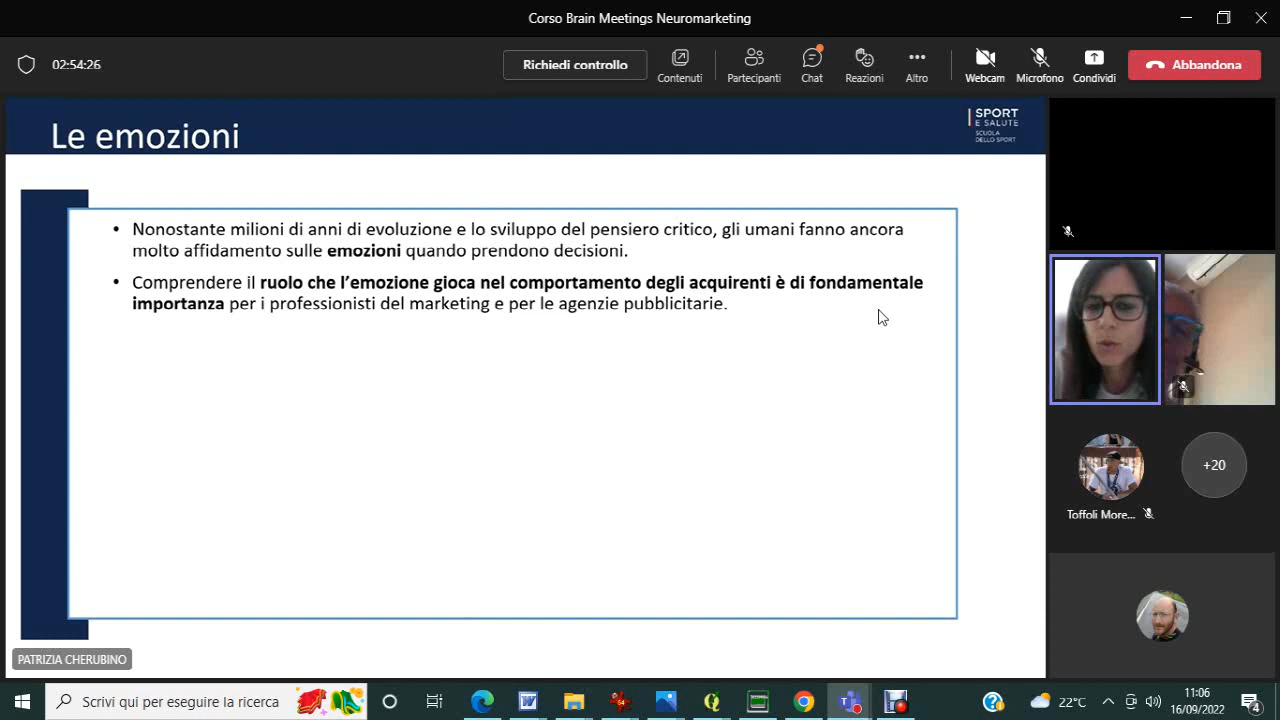 Corso Brain Meetings Neuromarketing
02:54:26
Richiedi controllo
Contenuti
Partecipanti
Chat
Reazioni
Altro
Webcam
Microfono
Condividi
Abbandona
Le emozioni
SPORT
E SALUTE
SCUOLA
DELLO SPORT
• Nonostante milioni di anni di evoluzione e lo sviluppo del pensiero critico, gli umani fanno ancora
molto affidamento sulle emozioni quando prendono decisioni.
• Comprendere il ruolo che l'emozione gioca nel comportamento degli acquirenti è di fondamentale
importanza per i professionisti del marketing e per le agenzie pubblicitarie.
+20
Toffoli More...
PATRIZIA CHERUBINO
Scrivi qui per eseguire la ricerca
64
22°C
11:06
16/09/2022
4